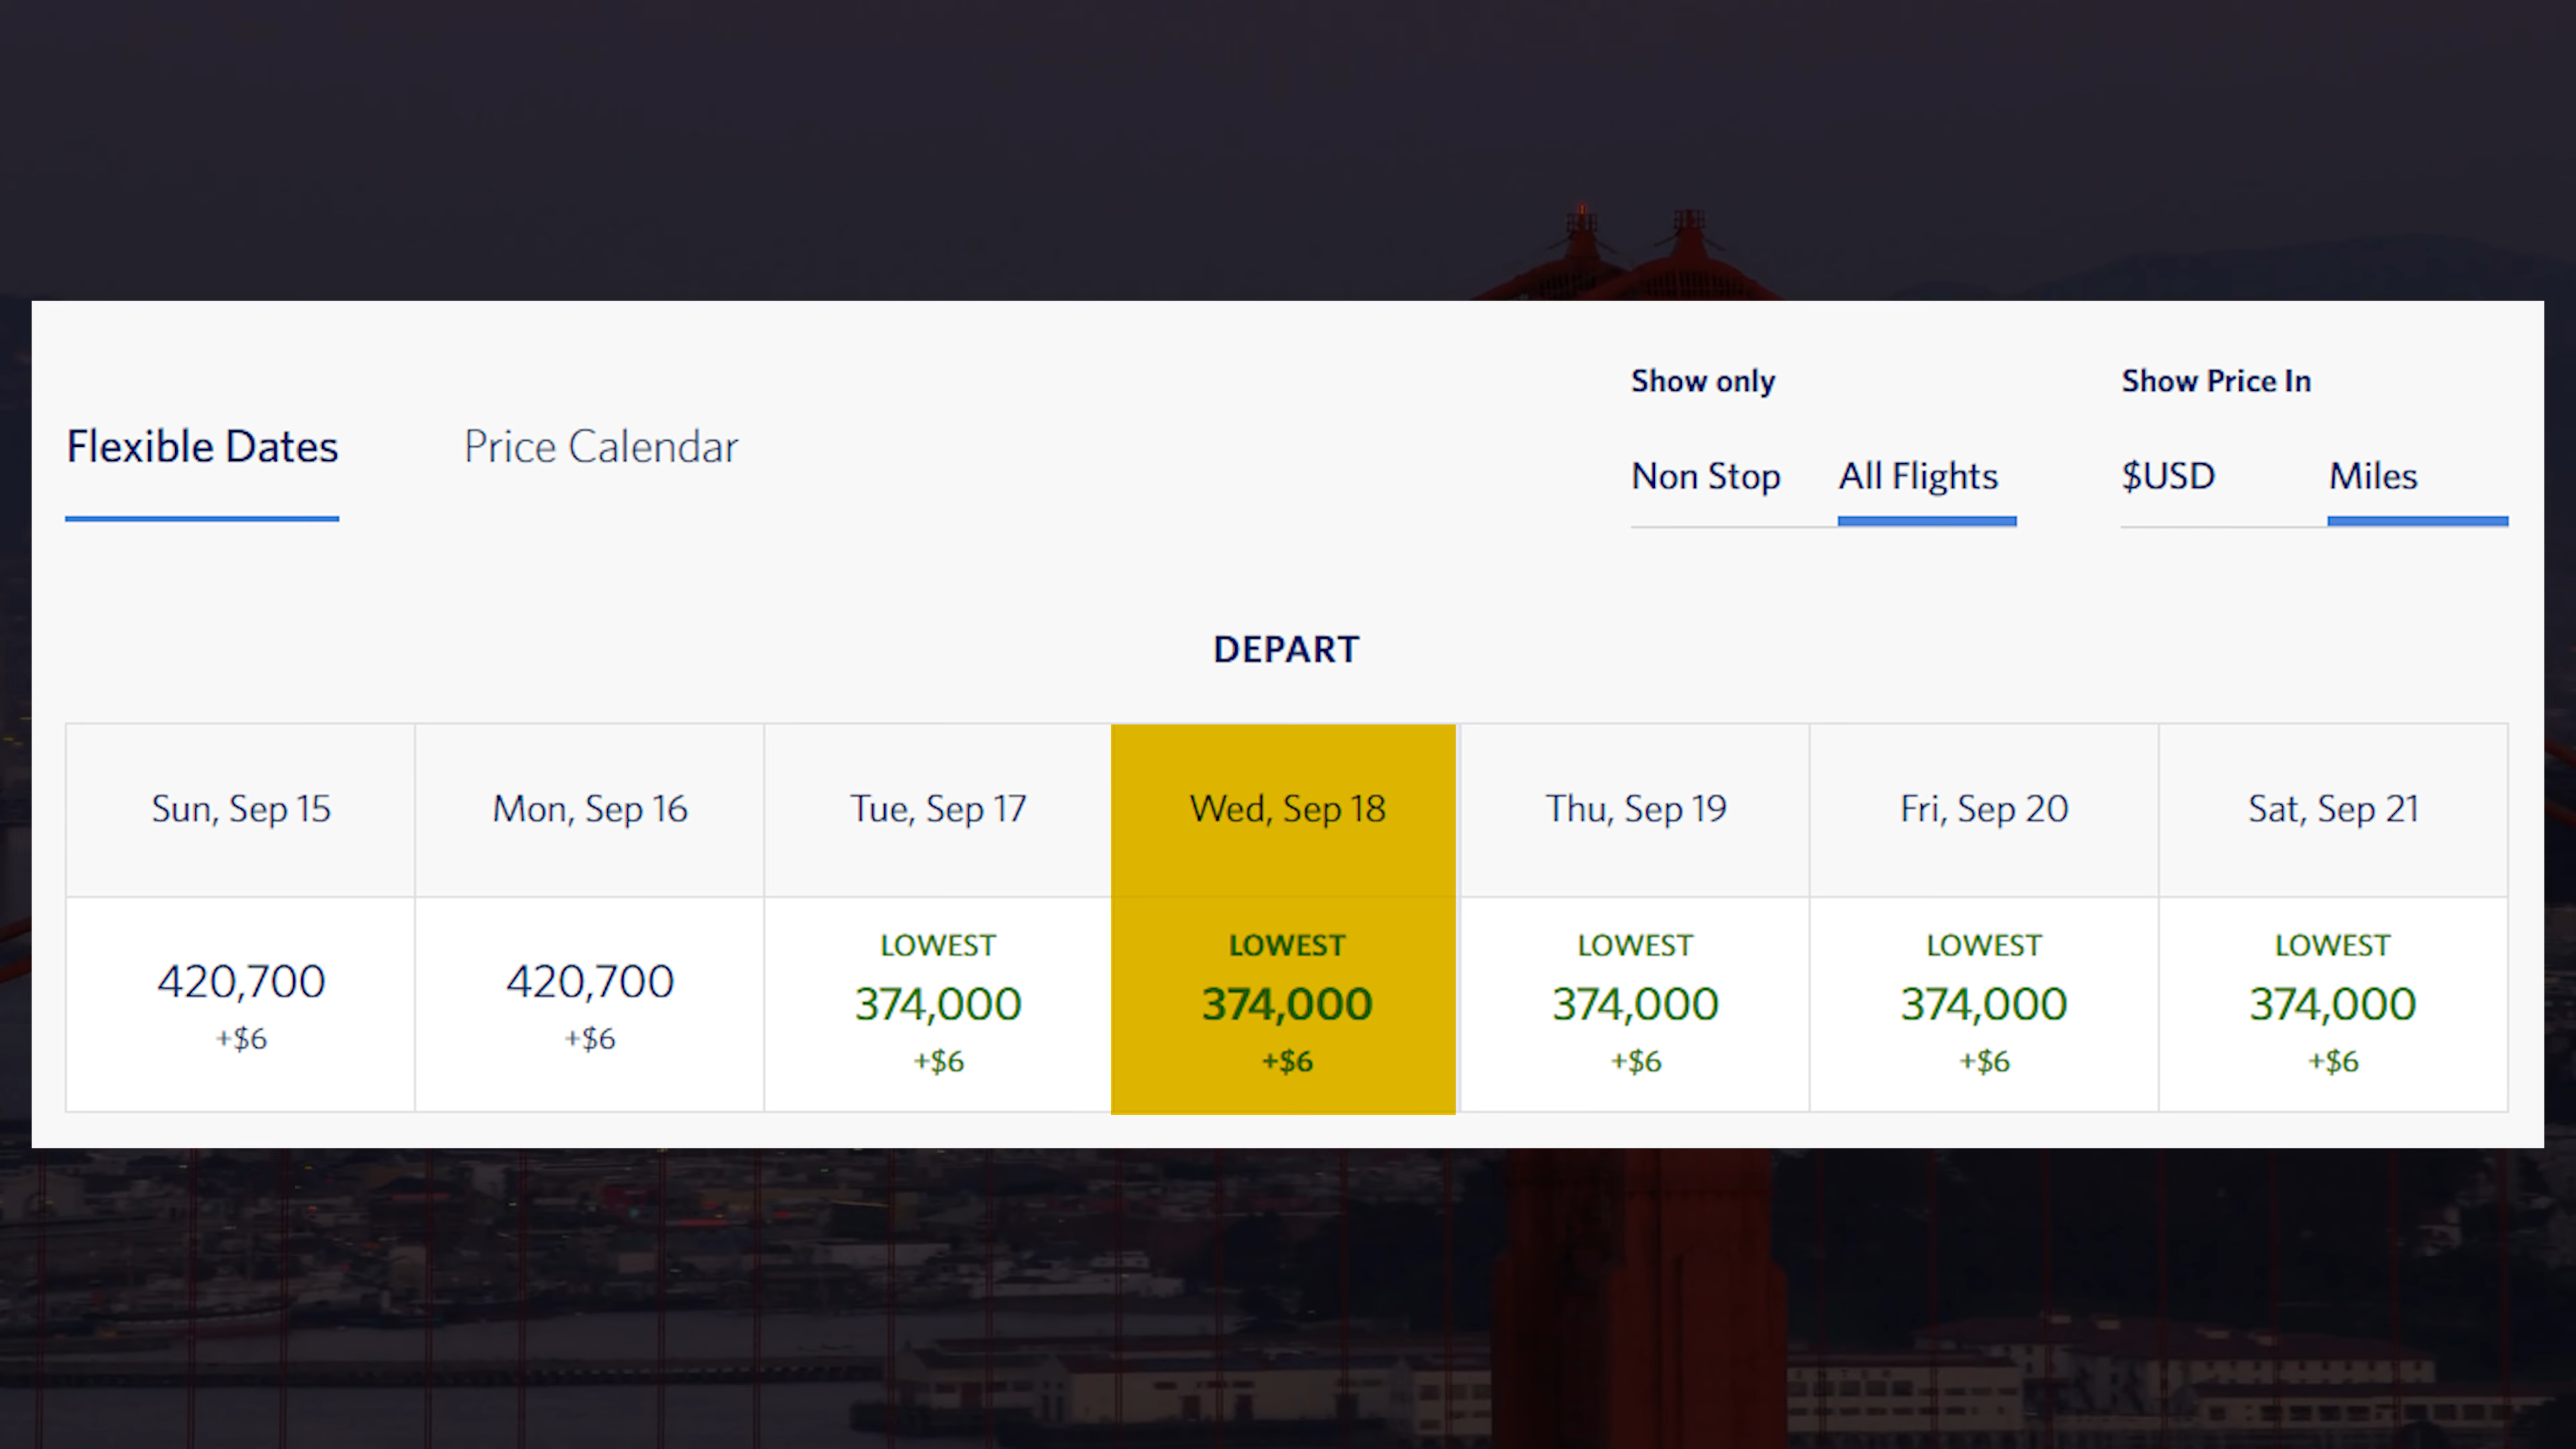 Show only
Show Price In
Flexible Dates
Price Calendar
Non Stop
All Flights
$USD
Miles
DEPART
Sun, Sep 15
Mon, Sep 16
Tue, Sep 17
Wed, Sep 18
Thu, Sep 19
Fri, Sep 20
Sat, Sep 21
420,700
+$6
420,700
+$6
LOWEST
374,000
+$6
LOWEST
374,000
+$6
LOWEST
374,000
+$6
LOWEST
374,000
+$6
LOWEST
374,000
+$6